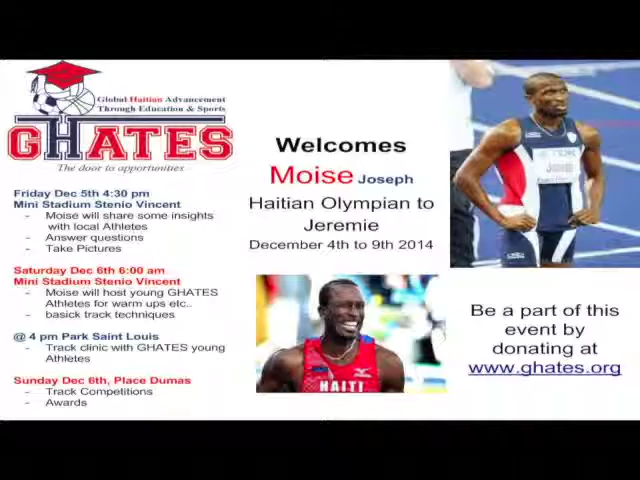 Global Haitian Advancement
Through Education & Sports
GHATES
The door to apportunities
Friday Dec 5th 4:30 pm
Mini Stadium Stenio Vincent
- Moise will share some insights
with local Athletes
- Answer questions
- Take Pictures
Saturday Dec 6th 6:00 am
Mini Stadium Stenio Vincent
- Moise will host young GHATES
Athletes for warm ups etc..
- basick track techniques
@ 4 pm Park Saint Louis
- Track clinic with GHATES young
Athletes
Sunday Dec 6th, Place Dumas
- Track Competitions
- Awards
Welcomes
Moise Joseph
Haitian Olympian to
Jeremie
December 4th to 9th 2014
HAITI
Be a part of this
event by
donating at
www.ghates.org